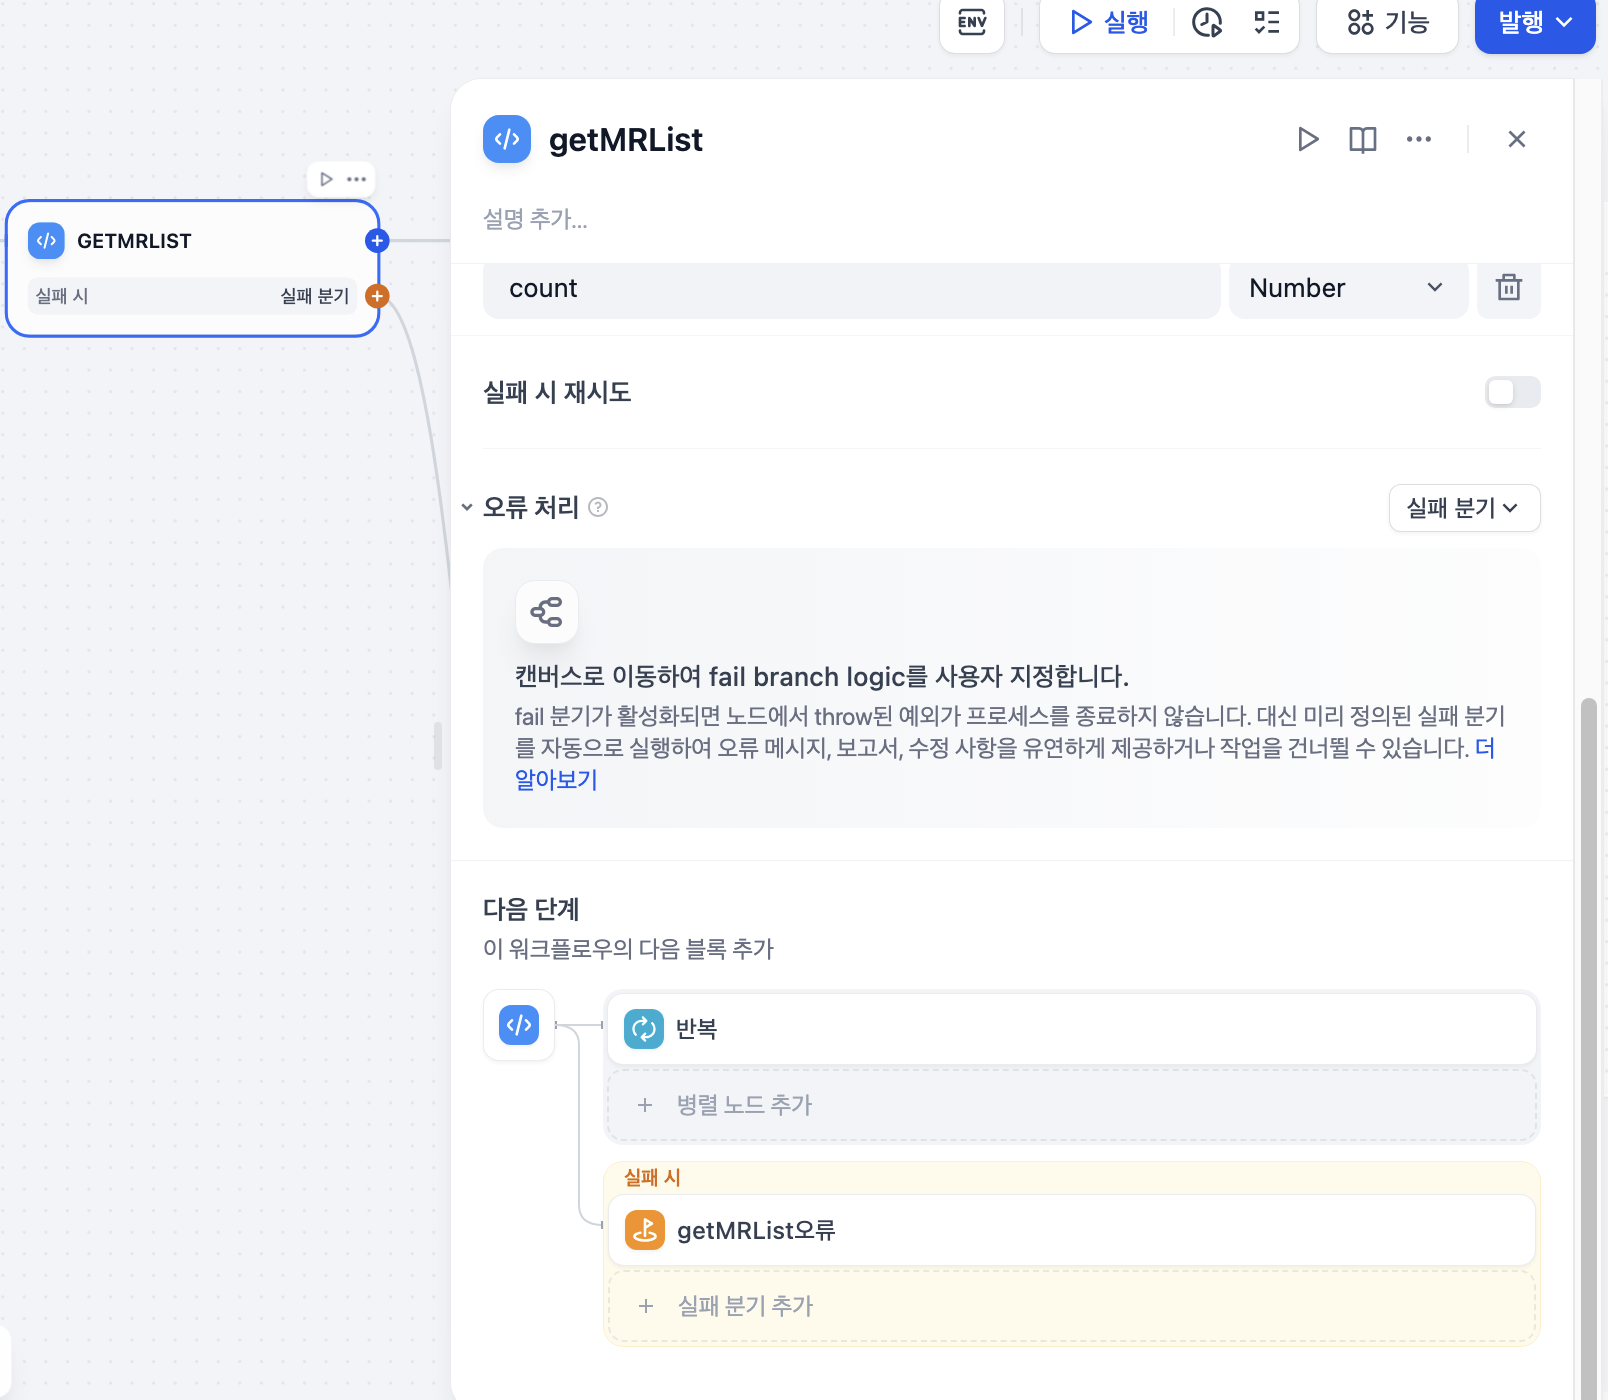 ENV
실행
기능
발행
getMRList
설명 추가...
GETMRLIST
실패 시
실패 분기
count
Number
실패 시 재시도
오류 처리
실패 분기
캔버스로 이동하여 fail branch logic를 사용자 지정합니다.
fail 분기가 활성화되면 노드에서 throw된 예외가 프로세스를 종료하지 않습니다. 대신 미리 정의된 실패 분기
를 자동으로 실행하여 오류 메시지, 보고서, 수정 사항을 유연하게 제공하거나 작업을 건너뛸 수 있습니다. 더
알아보기
다음 단계
이 워크플로우의 다음 블록 추가
반복
병렬 노드 추가
실패 시
getMRList오류
실패 분기 추가